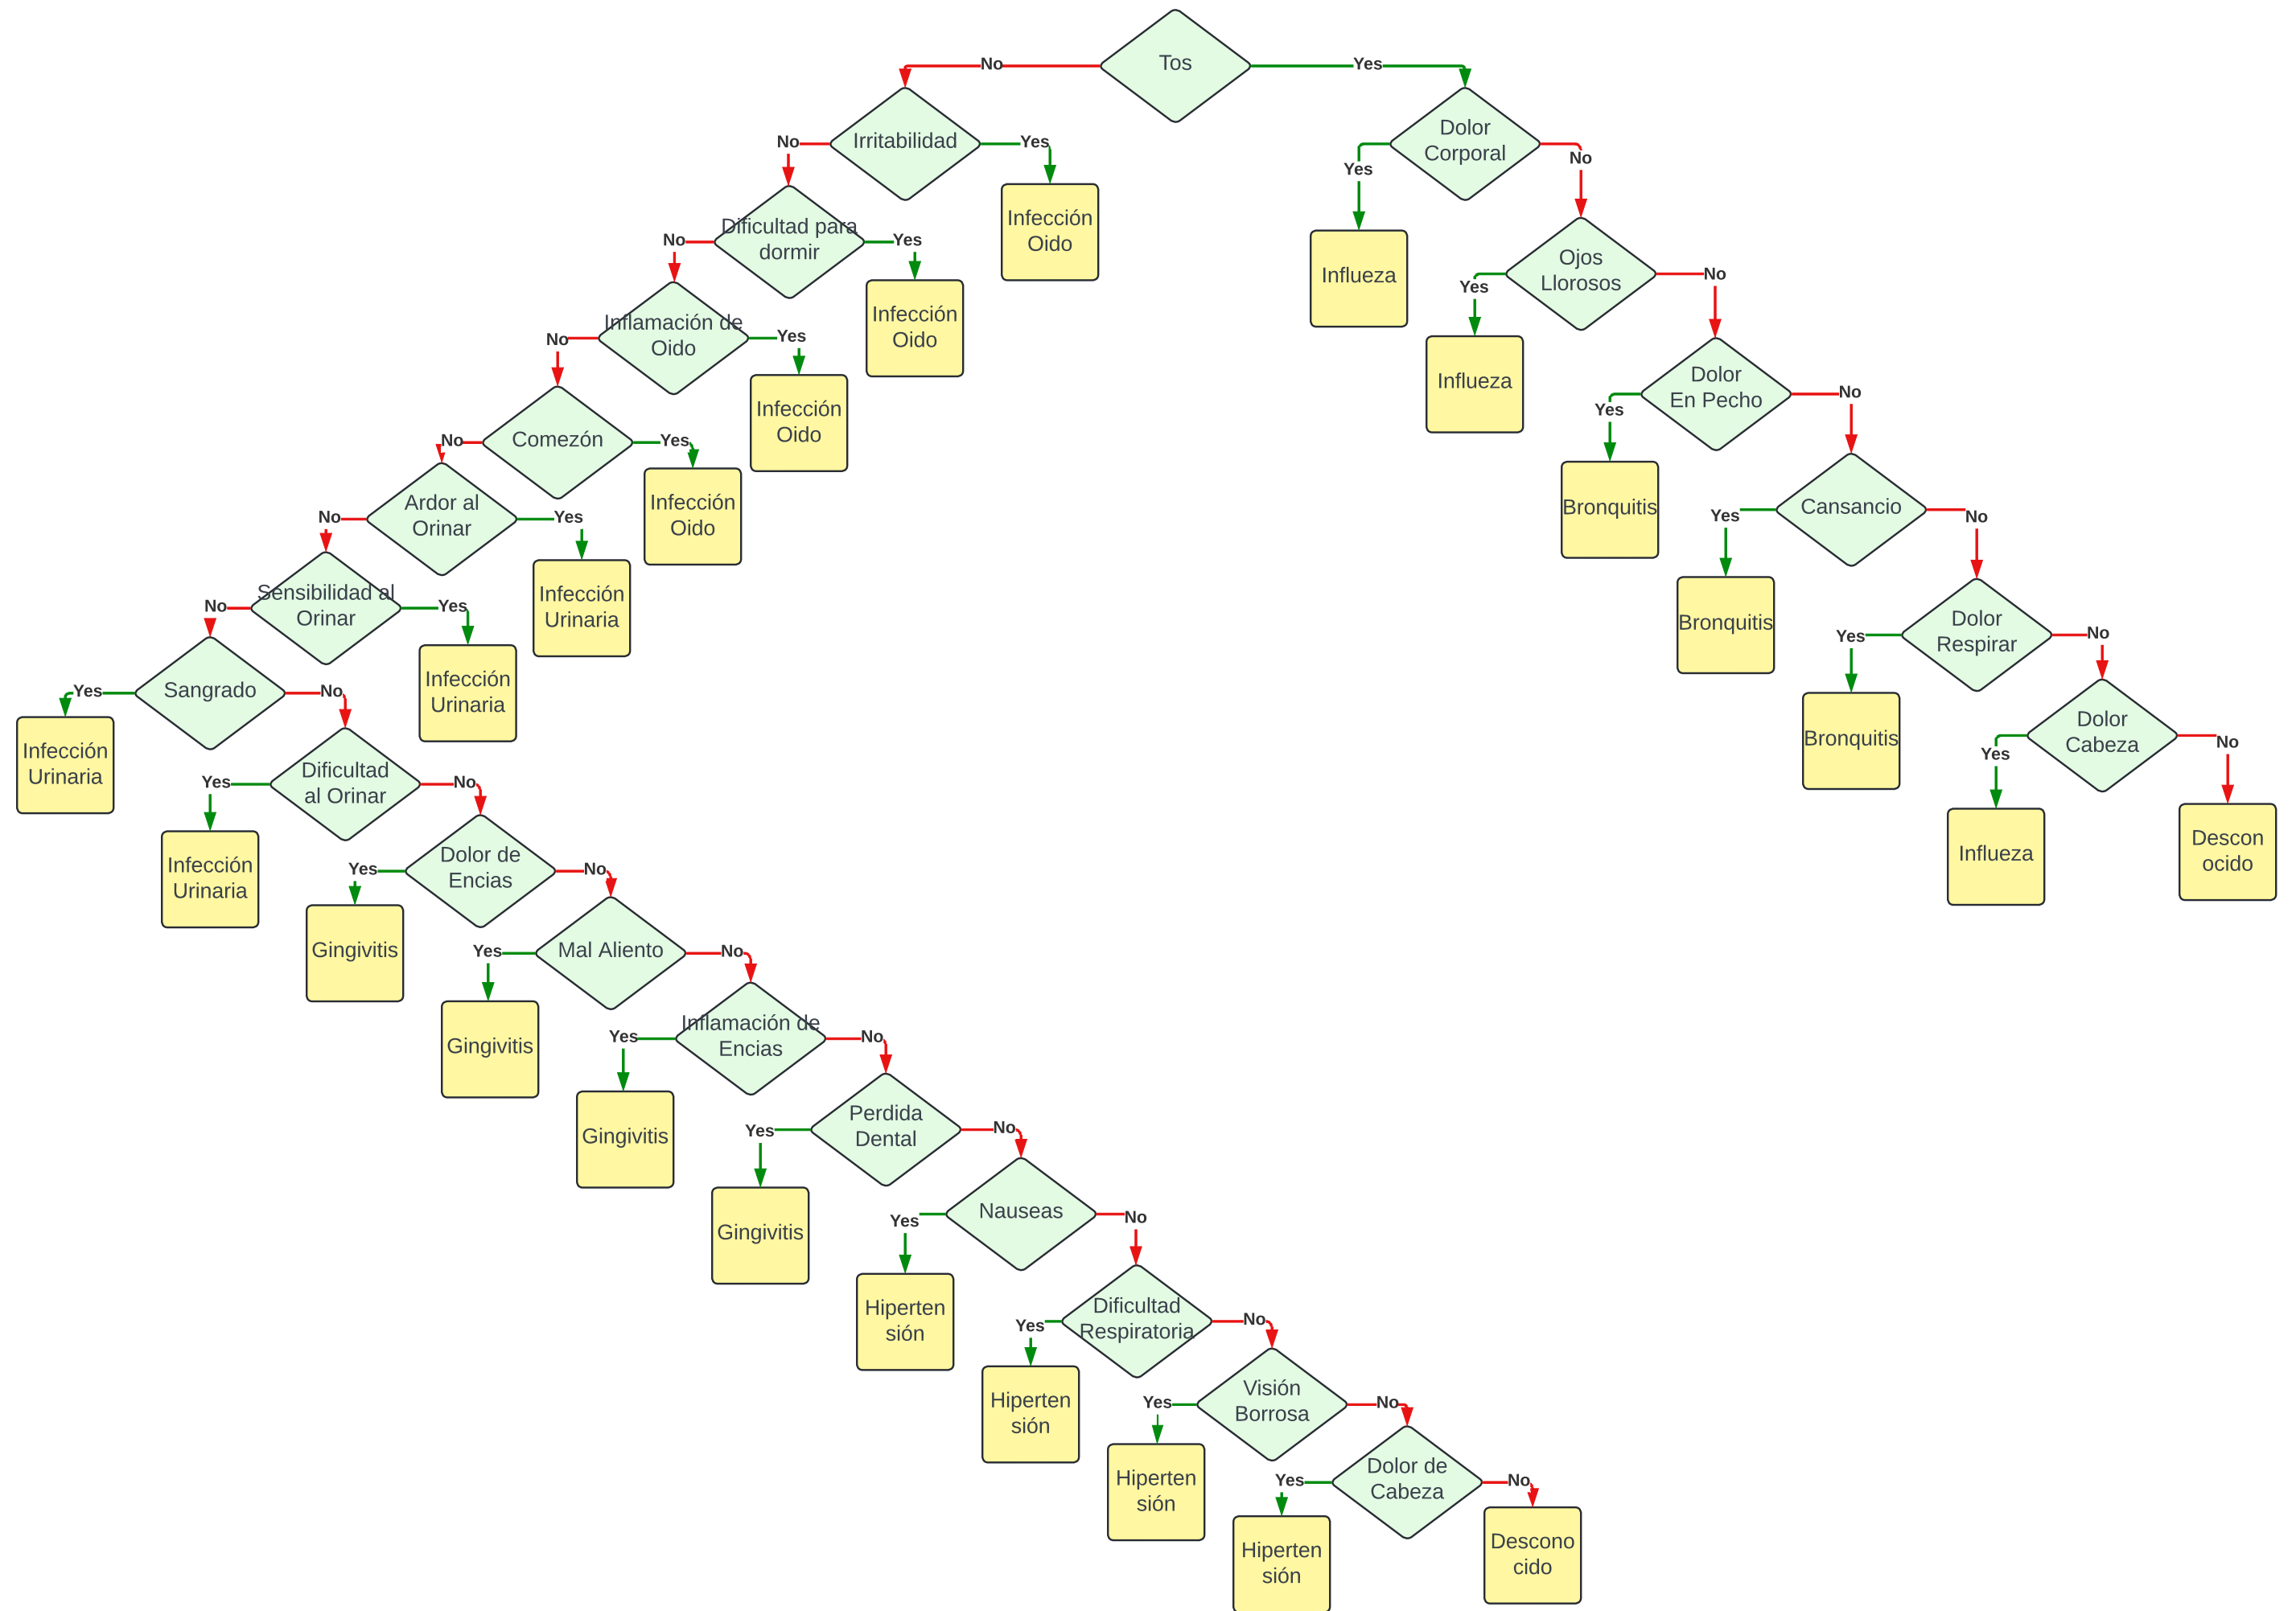 Tos
No
Yes
Irritabilidad
No
Yes
Dolor
Corporal
Yes
No
Infección
Oido
Dificultad para
dormir
No
Yes
Influeza
Ojos
Llorosos
Yes
No
Infección
Oido
Inflamación de
Oido
No
Yes
Influeza
Dolor
En Pecho
Yes
No
Infección
Oido
Comezón
No
Yes
Bronquitis
Cansancio
Yes
No
Infección
Oido
Ardor al
Orinar
No
Yes
Bronquitis
Dolor
Respirar
Yes
No
Infección
Urinaria
Sensibilidad al
Orinar
No
Yes
Bronquitis
Dolor
Cabeza
Yes
No
Infección
Urinaria
Sangrado
Yes
No
Influeza
Descon
ocido
Infección
Urinaria
Dificultad
al Orinar
Yes
No
Infección
Urinaria
Dolor de
Encias
Yes
No
Gingivitis
Mal Aliento
Yes
No
Gingivitis
Inflamación de
Encias
Yes
No
Gingivitis
Perdida
Dental
Yes
No
Gingivitis
Nauseas
Yes
No
Hiperten
sión
Dificultad
Respiratoria
Yes
No
Hiperten
sión
Visión
Borrosa
Yes
No
Hiperten
sión
Dolor de
Cabeza
Yes
No
Hiperten
sión
Descono
cido